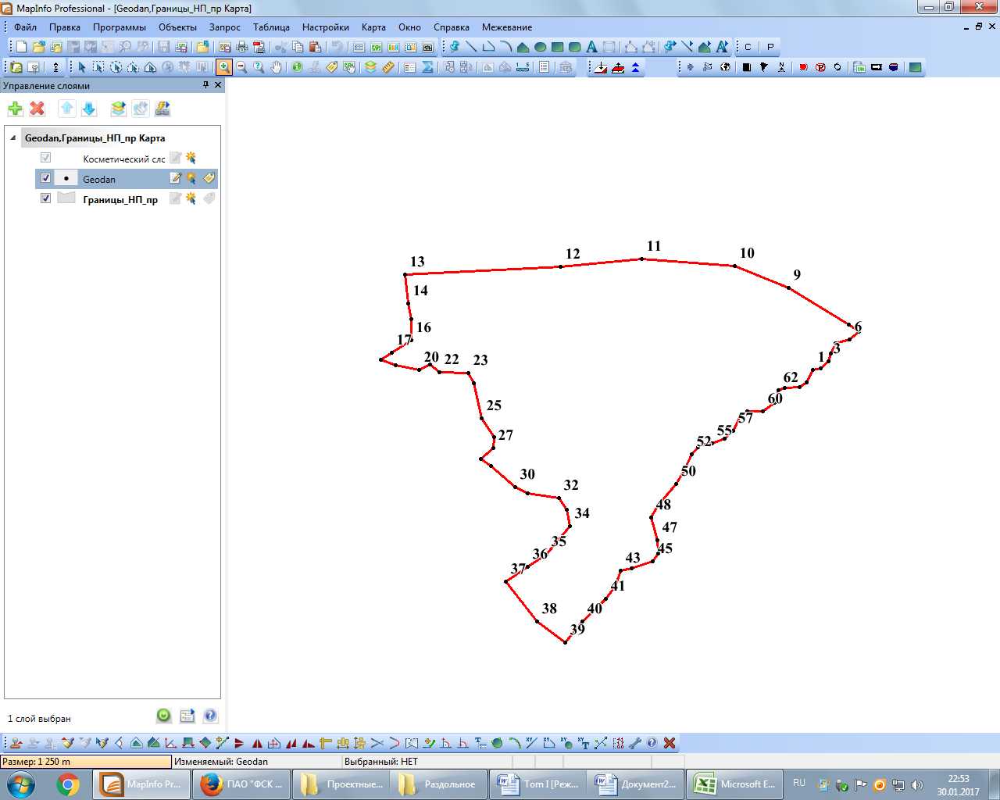 MapInfo Professional - [Geodan,Границы_НП_пр Карта]
Файл Правка Программы Объекты Запрос Таблица Настройки Карта Окно Справка Межевание
C P
Управление слоями
Geodan,Границы_НП_пр Карта
Косметический слс
Geodan
Границы_НП_пр
1 слой выбран
11
10
12
13
9
14
6
16
17
3
20
22
23
1
62
60
25
57
55
27
52
50
30
32
48
34
47
35
45
36
43
37
41
38
40
39
Размер: 1 250 m
Изменяемый: Geodan
Выбранный: НЕТ
MapInfo Pr...
ПАО "ФСК ...
Проектные...
Раздольное
Tom I [Реж...
Документ2...
Microsoft E...
RU
22:53
30.01.2017